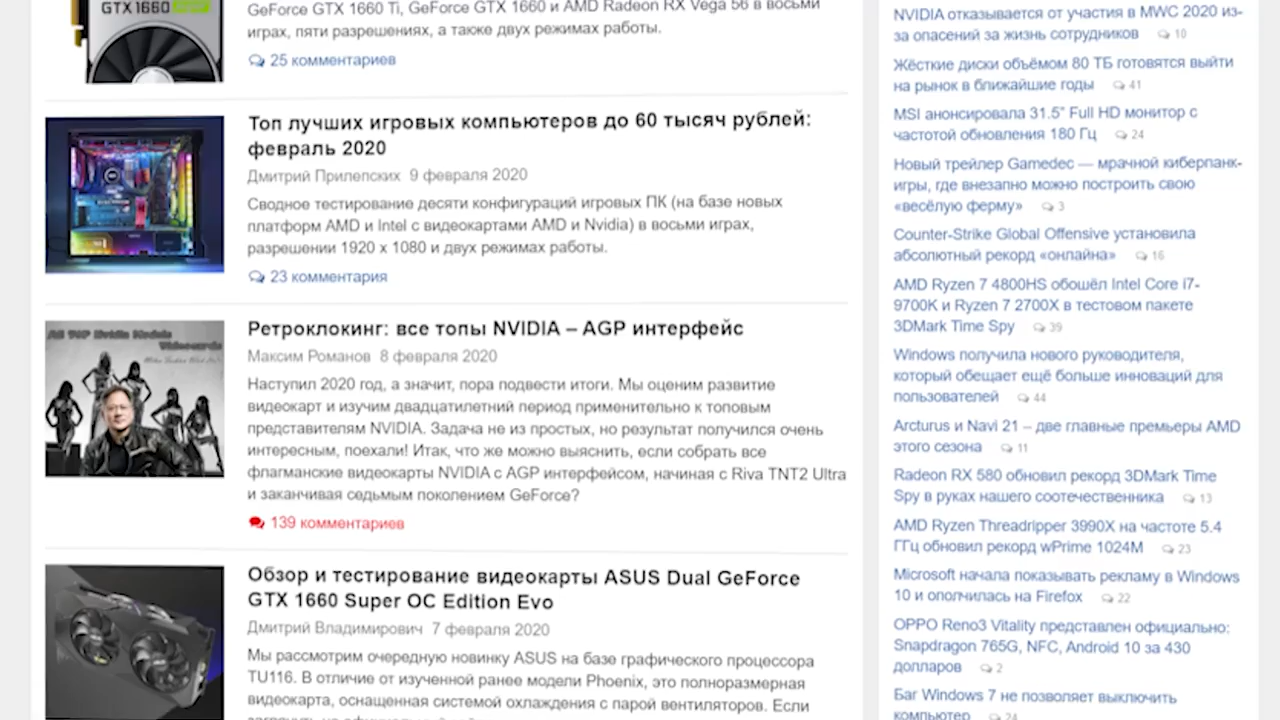 GTX 1660
GeForce GTX 1660 Ti, GeForce GTX 1660 и AMD Radeon RX Vega 56 в восьми
играх, пяти разрешениях, а также двух режимах работы.
25 комментариев
Топ лучших игровых компьютеров до 60 тысяч рублей:
февраль 2020
Дмитрий Прилепских 9 февраля 2020
Сводное тестирование десяти конфигураций игровых ПК (на базе новых
платформ AMD и Intel с видеокартами AMD и Nvidia) в восьми играх,
разрешении 1920 x 1080 и двух режимах работы.
23 комментария
Ретроклокинг: все топы NVIDIA – AGP интерфейс
Максим Романов 8 февраля 2020
Наступил 2020 год, а значит, пора подвести итоги. Мы оценим развитие
видеокарт и изучим двадцатилетний период применительно к топовым
представителям NVIDIA. Задача не из простых, но результат получился очень
интересным, поехали! Итак, что же можно выяснить, если собрать все
флагманские видеокарты NVIDIA с AGP интерфейсом, начиная с Riva TNT2 Ultra
и заканчивая седьмым поколением GeForce?
139 комментариев
Обзор и тестирование видеокарты ASUS Dual GeForce
GTX 1660 Super OC Edition Evo
Дмитрий Владимирович 7 февраля 2020
Мы рассмотрим очередную новинку ASUS на базе графического процессора
TU116. В отличие от изученной ранее модели Phoenix, это полноразмерная
видеокарта, оснащенная системой охлаждения с парой вентиляторов. Если
NVIDIA отказывается от участия в MWC 2020 из-
за опасений за жизнь сотрудников 10
Жёсткие диски объёмом 80 ТБ готовятся выйти
на рынок в ближайшие годы 41
MSI анонсировала 31.5” Full HD монитор с
частотой обновления 180 Гц 24
Новый трейлер Gamedec — мрачной киберпанк-
игры, где внезапно можно построить свою
«весёлую ферму» 3
Counter-Strike Global Offensive установила
абсолютный рекорд «онлайна» 16
AMD Ryzen 7 4800HS обошёл Intel Core i7-
9700K и Ryzen 7 2700X в тестовом пакете
3DMark Time Spy 39
Windows получила нового руководителя,
который обещает ещё больше инноваций для
пользователей 44
Arcturus и Navi 21 – две главные премьеры AMD
этого сезона 11
Radeon RX 580 обновил рекорд 3DMark Time
Spy в руках нашего соотечественника 13
AMD Ryzen Threadripper 3990X на частоте 5.4
ГГц обновил рекорд wPrime 1024M 23
Microsoft начала показывать рекламу в Windows
10 и ополчилась на Firefox 22
OPPO Reno3 Vitality представлен официально:
Snapdragon 765G, NFC, Android 10 за 430
долларов 2
Баг Windows 7 не позволяет выключить
компьютер 24